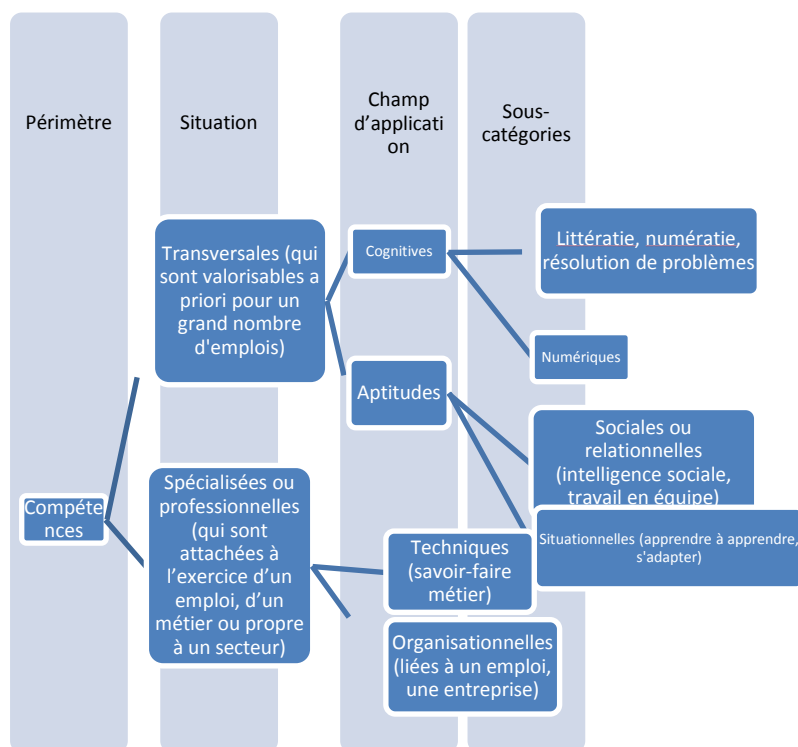 Périmètre
Situation
Champ
d’applicati
on
Sous-
catégories
Transversales (qui
sont valorisables a
priori pour un
grand nombre
d'emplois)
Cognitives
Littératie, numératie,
résolution de problèmes
Numériques
Aptitudes
Sociales ou
relationnelles
(intelligence sociale,
travail en équipe)
Situationnelles (apprendre à apprendre,
s'adapter)
Compéte
nces
Spécialisées ou
professionnelles
(qui sont
attachées à
l’exercice d’un
emploi, d’un
métier ou propre
à un secteur)
Techniques
(savoir-faire
métier)
Organisationnelles
(liées à un emploi,
une entreprise)